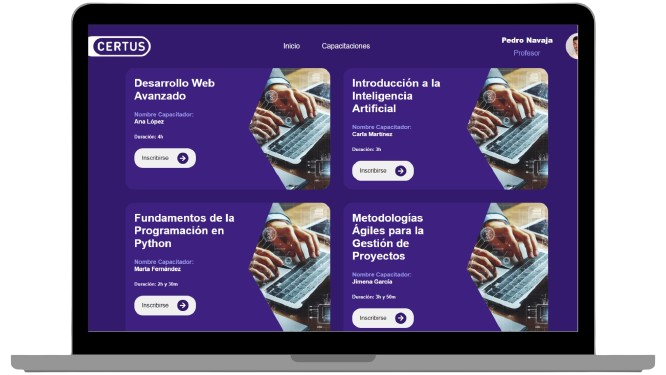 CERTUS
Inicio
Capacitaciones
Pedro Navaja
Profesor
Desarrollo Web
Avanzado
Nombre Capacitador:
Ana López
Duración: 4h
Inscribirse
Introducción a la
Inteligencia
Artificial
Nombre Capacitador:
Carla Martínez
Duración: 3h
Inscribirse
Fundamentos de la
Programación en
Python
Nombre Capacitador:
Marta Fernández
Duración: 2h y 30m
Inscribirse
Metodologías
Ágiles para la
Gestión de
Proyectos
Nombre Capacitador:
Jimena García
Duración: 3h y 50m
Inscribirse